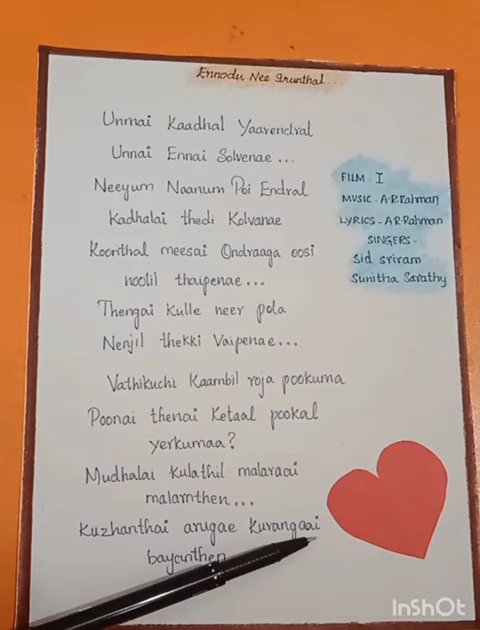 Ennodu Nee Irunthal....
Unmai Kaadhal Yaarendral
Unnai Ennai Solvenae...
Neeyum Naanum Poi Endral
Kadhalai thedi Kolvanae
Koonthal meesai Ondraaga oosi
noolil thaipenae...
Thengai kulle neer pola
Nenjil thekki Vaipenae...
Vathikuchi Kaambil roja pookuma
Poonai thenai Ketaal pookal
yerkumaa?
Mudhalai kulathil malaraai
malarnthen...
Kuzhanthai arugae kurangaai
bayanthen
FILM - I
MUSIC - A.R.Rahman
LYRICS - A.R.Rahman
SINGERS -
Sid sriram
Sunitha Sarathy
InShOt